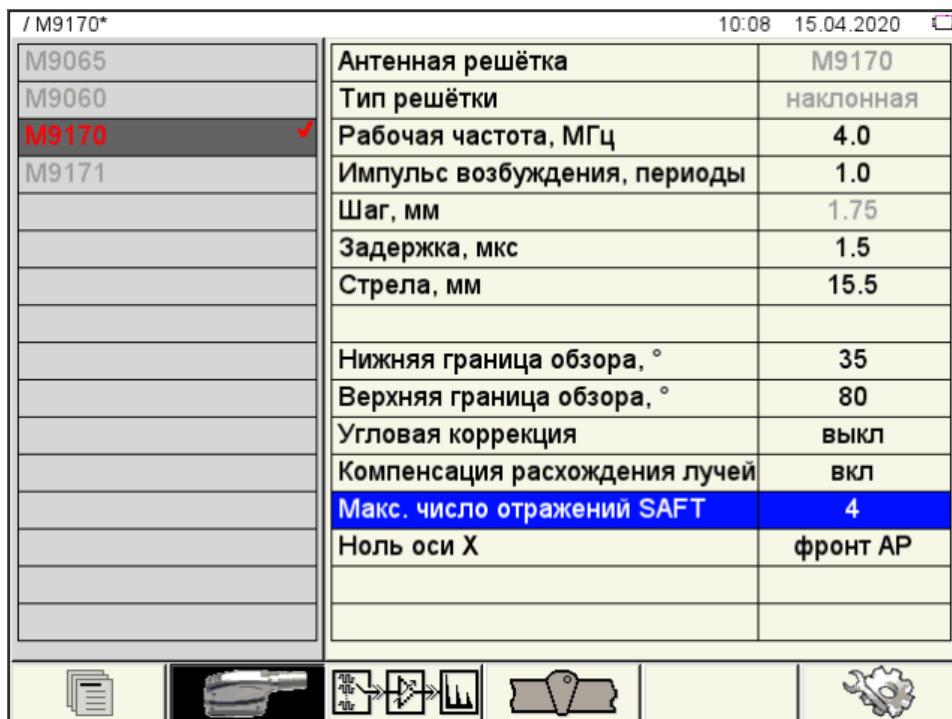 / M9170* 10:08 15.04.2020
M9065
M9060
M9170
M9171
Антенная решётка M9170
Тип решётки наклонная
Рабочая частота, МГц 4.0
Импульс возбуждения, периоды 1.0
Шаг, мм 1.75
Задержка, мкс 1.5
Стрела, мм 15.5
Нижняя граница обзора, ° 35
Верхняя граница обзора, ° 80
Угловая коррекция выкл
Компенсация расхождения лучей вкл
Макс. число отражений SAFT 4
Ноль оси X фронт АР